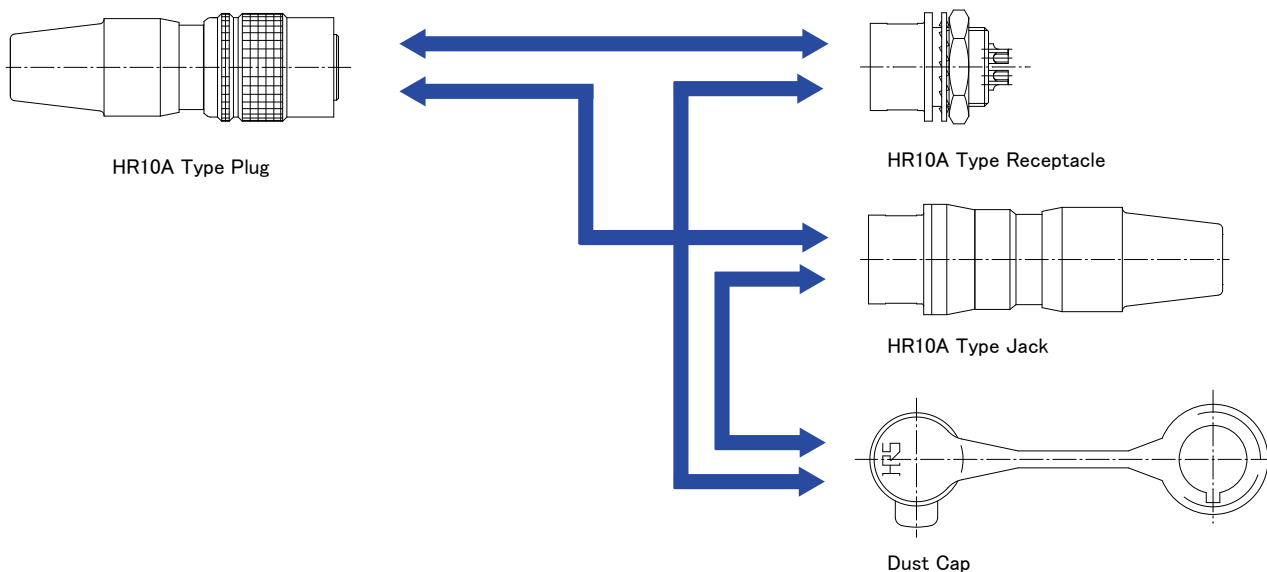 HR10A Type Plug
HR10A Type Receptacle
HR10A Type Jack
HRS
Dust Cap